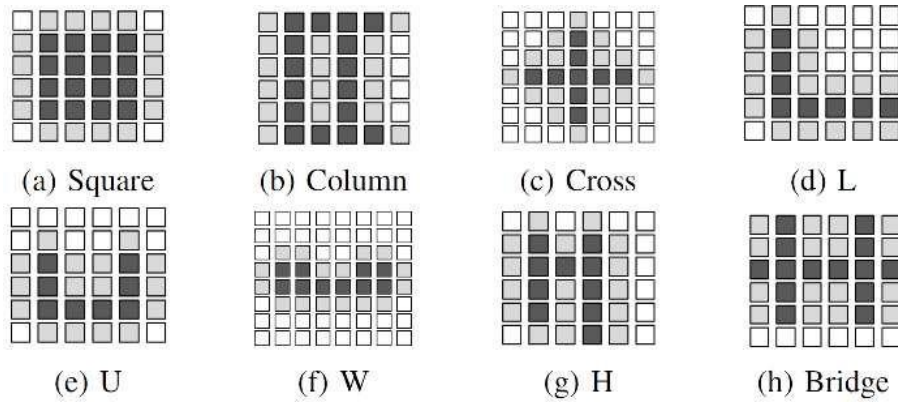 (a) Square (b) Column (c) Cross (d) L
(e) U (f) W (g) H (h) Bridge